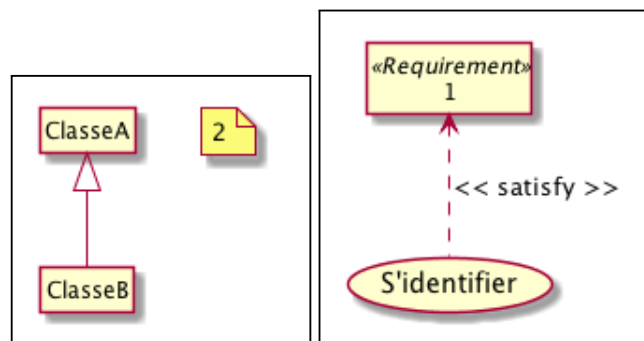 ClasseA
2
ClasseB
«Requirement»
1
<< satisfy >>
S'identifier